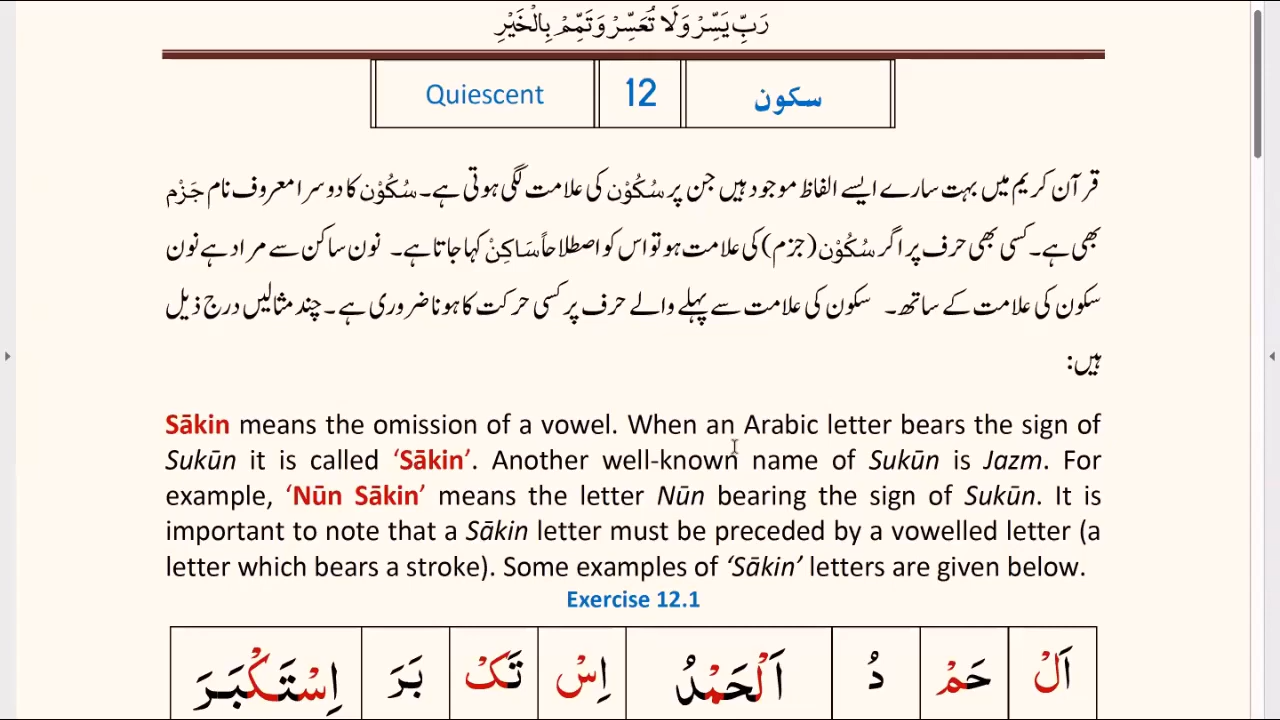 رَبِّ يَسِّرْ وَلَا تُعَسِّرْ وَتَمِّمْ بِالْخَيْرِ
Quiescent 12 سکون
قرآن کریم میں بہت سارے ایسے الفاظ موجود ہیں جن پر سُکُوْن کی علامت لگی ہوتی ہے۔ سُکُوْن کا دوسرا معروف نام جَزْم
بھی ہے۔ کسی بھی حرف پر اگر سُکُوْن (جزم) کی علامت ہو تو اس کو اصطلاحاً سَاکِنْ کہا جاتا ہے۔ نون ساکن سے مراد ہے نون
سکون کی علامت کے ساتھ۔ سکون کی علامت سے پہلے والے حرف پر کسی حرکت کا ہونا ضروری ہے۔ چند مثالیں درج ذیل
ہیں:
Sākin means the omission of a vowel. When an Arabic letter bears the sign of
Sukūn it is called ‘Sākin’. Another well-known name of Sukūn is Jazm. For
example, ‘Nūn Sākin’ means the letter Nūn bearing the sign of Sukūn. It is
important to note that a Sākin letter must be preceded by a vowelled letter (a
letter which bears a stroke). Some examples of ‘Sākin’ letters are given below.
Exercise 12.1
اَلْ حَمْ دُ اَلْحَمْدُ اِسْ تَكْ بَرَ اِسْتَكْبَرَ